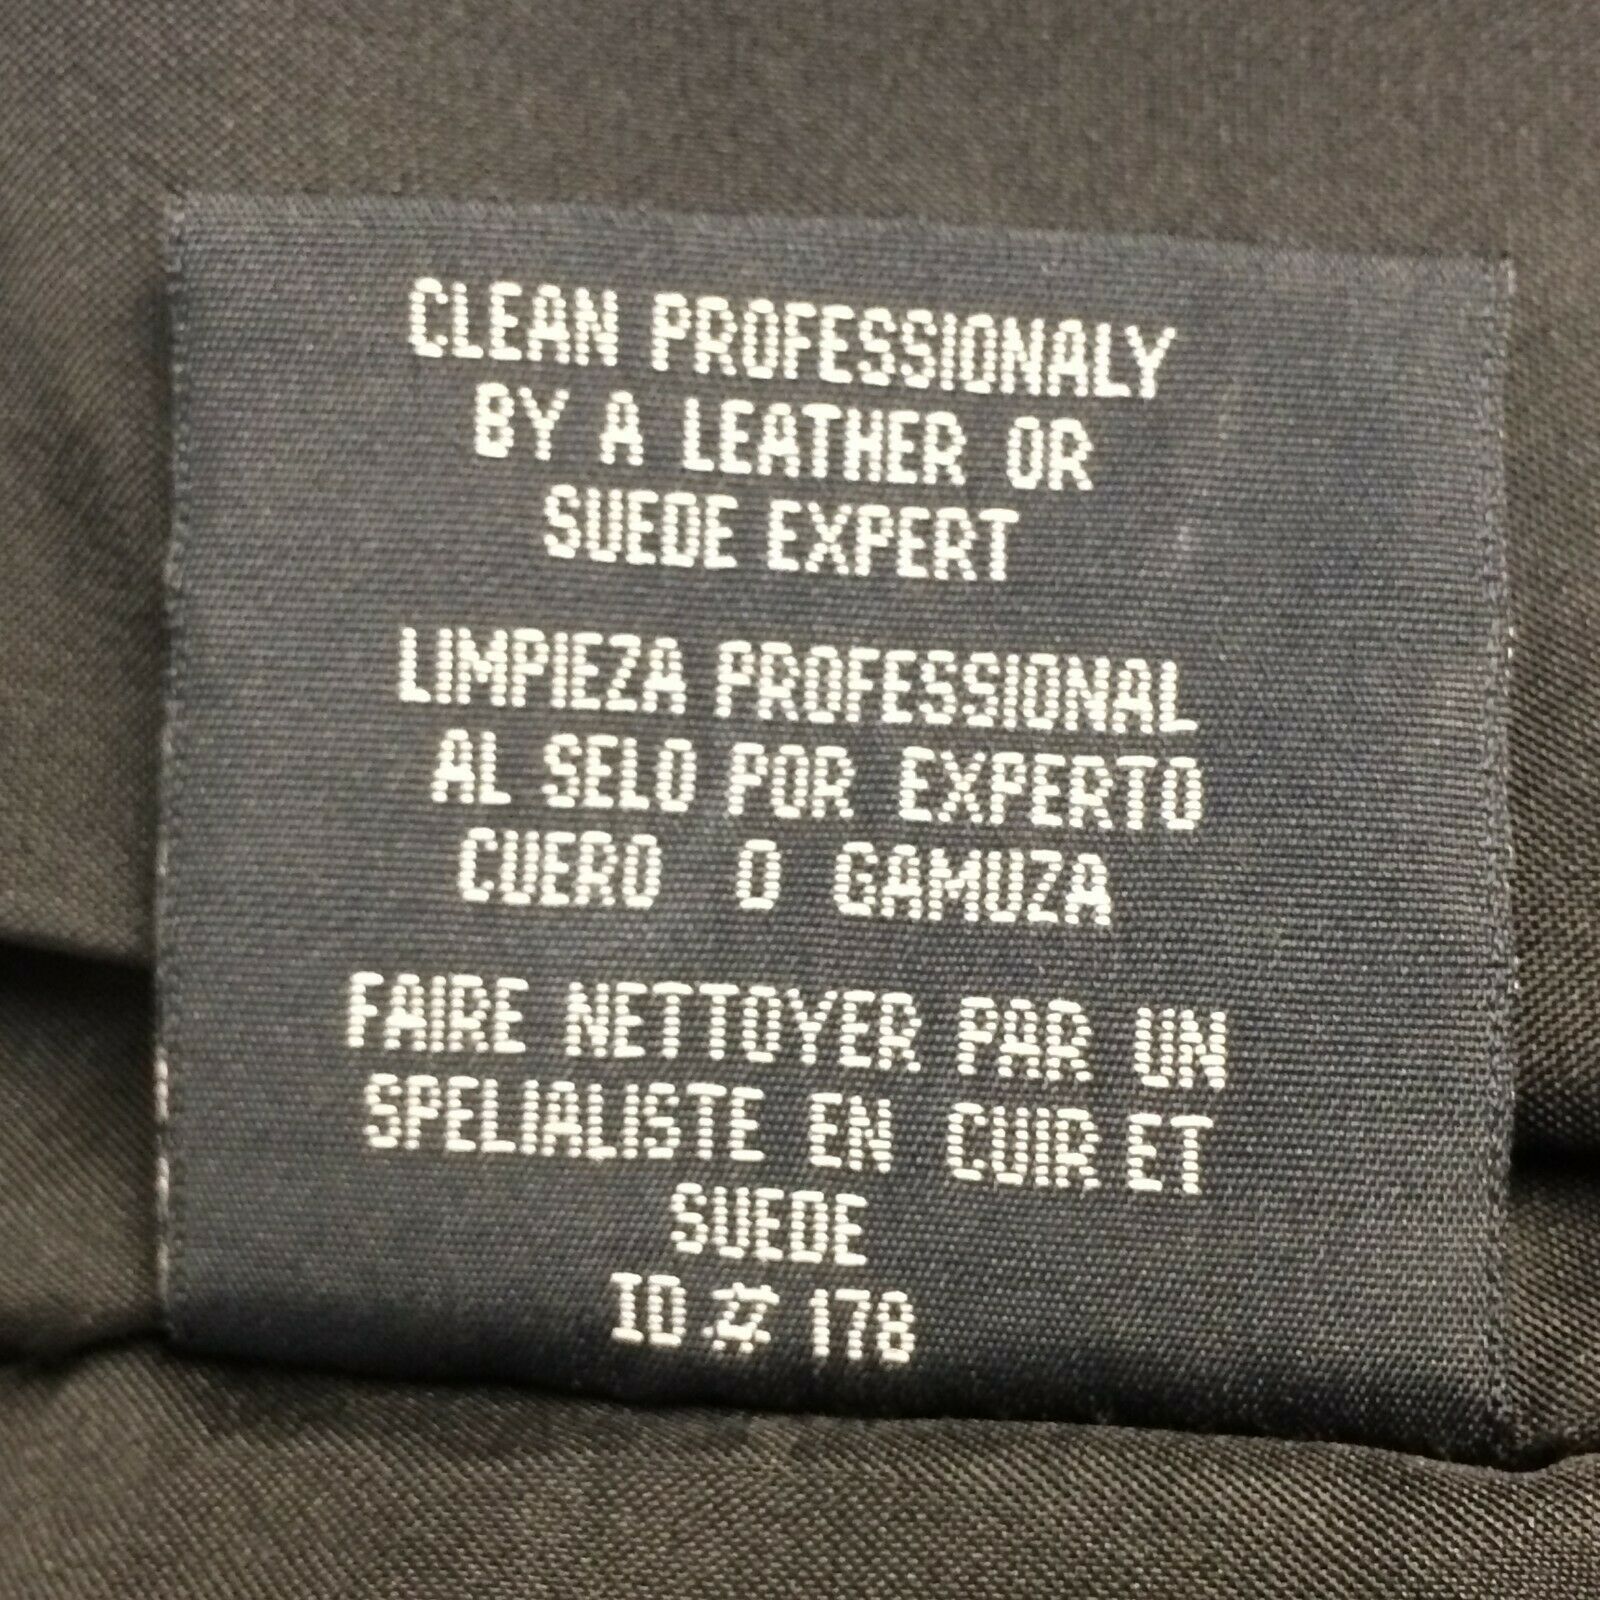 CLEAN PROFESSIONALY
BY A LEATHER OR
SUEDE EXPERT
LIMPIEZA PROFESSIONAL
AL SELO POR EXPERTO
CUERO O GAMUZA
FAIRE NETTOYER PAR UN
SPELIALISTE EN CUIR ET
SUEDE
ID # 178